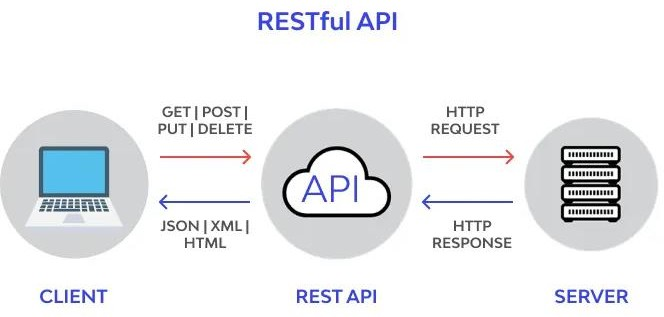 RESTful API
GET | POST |
PUT | DELETE
HTTP
REQUEST
API
JSON | XML |
HTML
HTTP
RESPONSE
CLIENT
REST API
SERVER